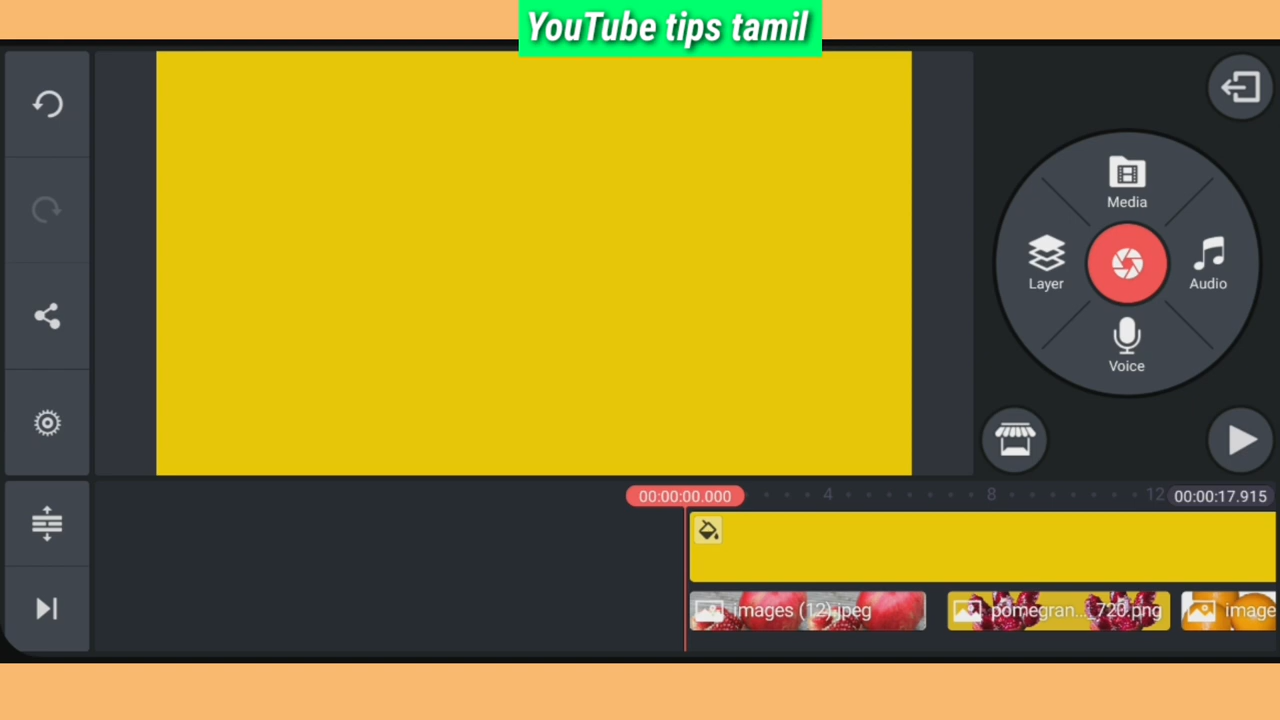 YouTube tips tamil
Media
Layer
Audio
Voice
00:00:00.000
4
8
12
00:00:17.915
images (12).jpeg
pomegran..._720.png
image